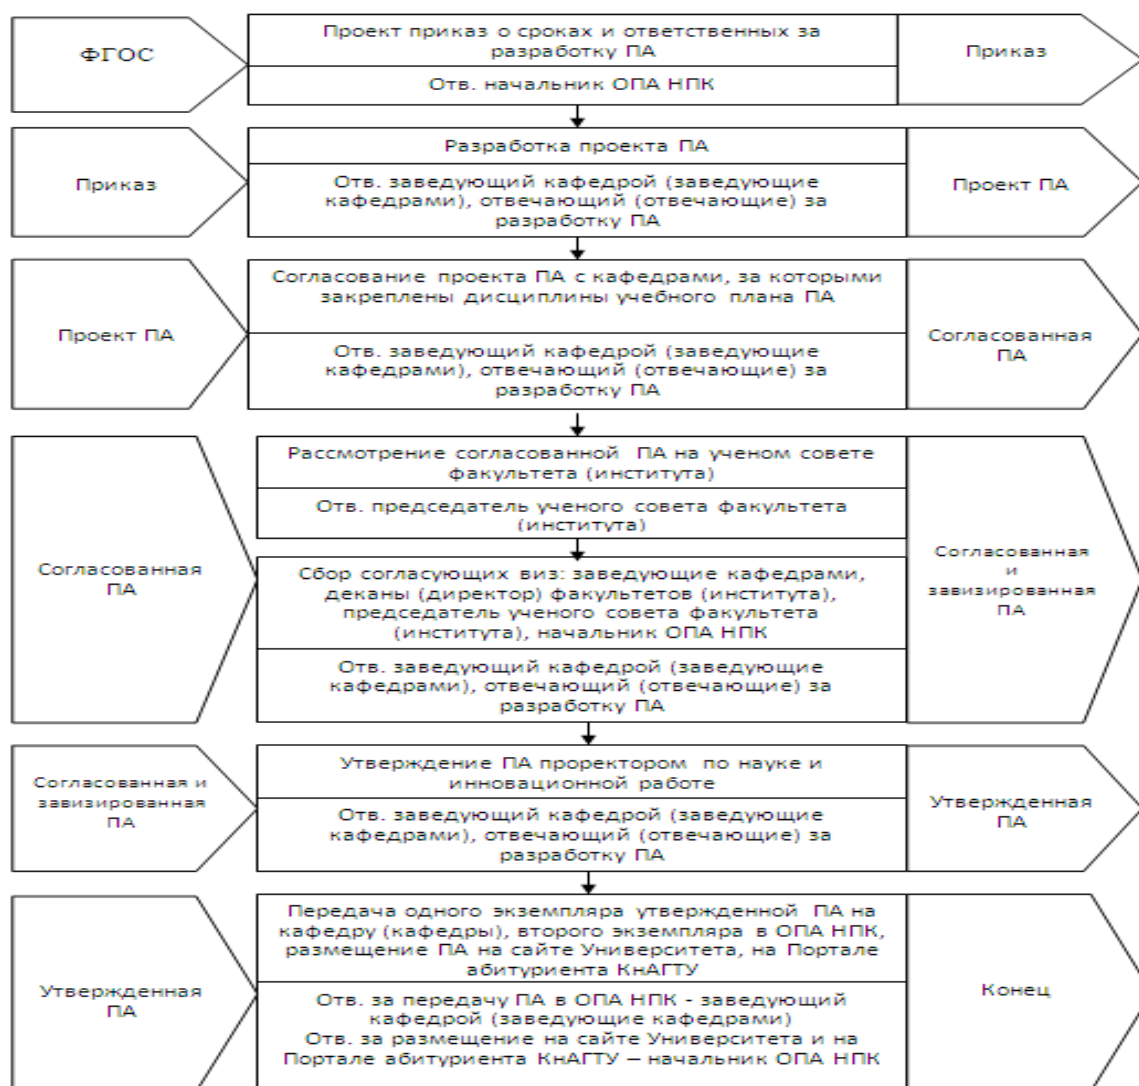 ФГОС
Проект приказ о сроках и ответственных за
разработку ПА
Отв. начальник ОПА НПК
Приказ
Приказ
Разработка проекта ПА
Отв. заведующий кафедрой (заведующие
кафедрами), отвечающий (отвечающие) за
разработку ПА
Проект ПА
Проект ПА
Согласование проекта ПА с кафедрами, за которыми
закреплены дисциплины учебного плана ПА
Отв. заведующий кафедрой (заведующие
кафедрами), отвечающий (отвечающие) за
разработку ПА
Согласованная
ПА
Согласованная
ПА
Рассмотрение согласованной ПА на ученом совете
факультета (института)
Отв. председатель ученого совета факультета
(института)
Сбор согласующих виз: заведующие кафедрами,
деканы (директор) факультетов (института),
председатель ученого совета факультета
(института), начальник ОПА НПК
Отв. заведующий кафедрой (заведующие
кафедрами), отвечающий (отвечающие) за
разработку ПА
Согласованная
и
завизированная
ПА
Согласованная и
завизированная
ПА
Утверждение ПА проректором по науке и
инновационной работе
Отв. заведующий кафедрой (заведующие
кафедрами), отвечающий (отвечающие) за
разработку ПА
Утвержденная
ПА
Утвержденная
ПА
Передача одного экземпляра утвержденной ПА на
кафедру (кафедры), второго экземпляра в ОПА НПК,
размещение ПА на сайте Университета, на Портале
абитуриента КнАГТУ
Отв. за передачу ПА в ОПА НПК - заведующий
кафедрой (заведующие кафедрами)
Отв. за размещение на сайте Университета и на
Портале абитуриента КнАГТУ – начальник ОПА НПК
Конец